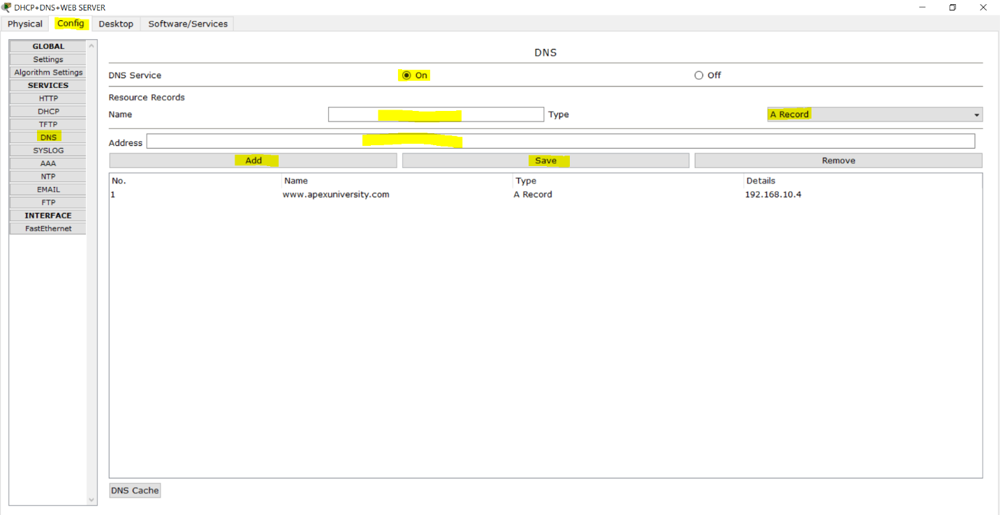 DHCP+DNS+WEB SERVER
Physical Config Desktop Software/Services
GLOBAL
Settings
Algorithm Settings
SERVICES
HTTP
DHCP
TFTP
DNS
SYSLOG
AAA
NTP
EMAIL
FTP
INTERFACE
FastEthernet
DNS
DNS Service On Off
Resource Records
Name Type A Record
Address
Add Save Remove
No. Name Type Details
1 www.apexuniversity.com A Record 192.168.10.4
DNS Cache